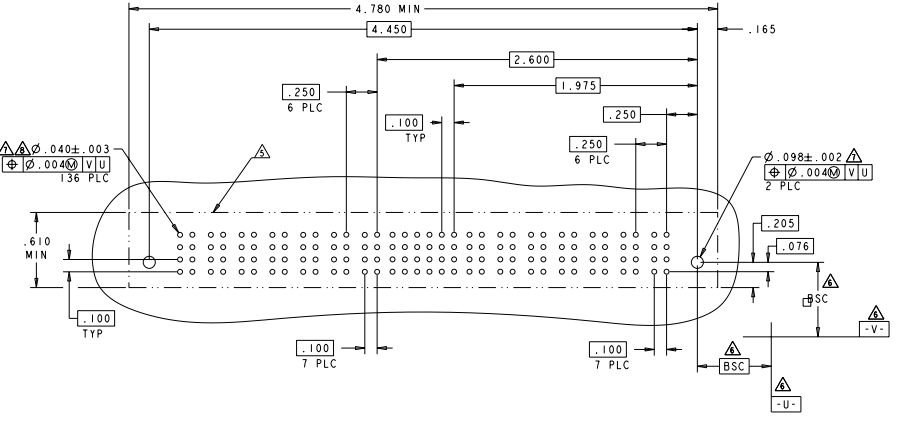 4.780 MIN
4.450
.165
2.600
1.975
.250
6 PLC
.250
.100
TYP
.250
6 PLC
7 8 Ø.040±.003
⌖ Ø.004Ⓜ V U
136 PLC
5
Ø.098±.002 7
⌖ Ø.004Ⓜ V U
2 PLC
.610
MIN
.205
.076
6
BSC
.100
TYP
6
-V-
.100
7 PLC
.100
7 PLC
6
BSC
6
-U-